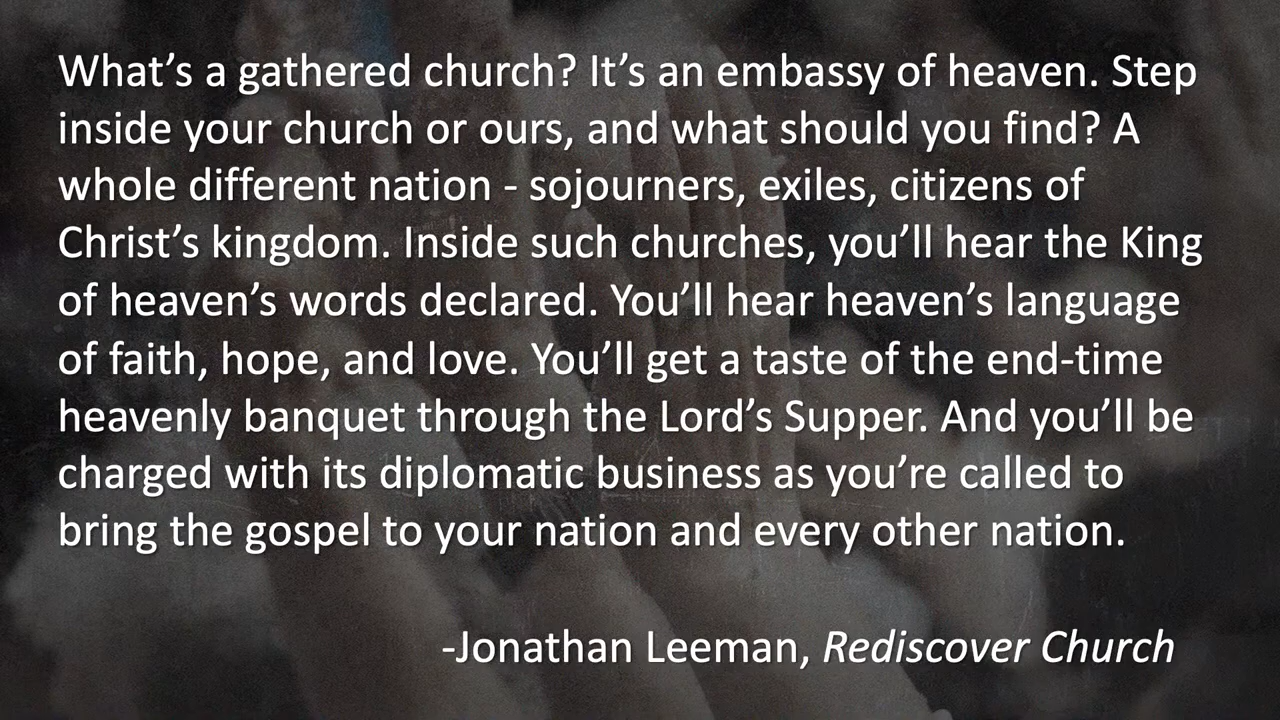 What’s a gathered church? It’s an embassy of heaven. Step
inside your church or ours, and what should you find? A
whole different nation - sojourners, exiles, citizens of
Christ’s kingdom. Inside such churches, you’ll hear the King
of heaven’s words declared. You’ll hear heaven’s language
of faith, hope, and love. You’ll get a taste of the end-time
heavenly banquet through the Lord’s Supper. And you’ll be
charged with its diplomatic business as you’re called to
bring the gospel to your nation and every other nation.
-Jonathan Leeman, Rediscover Church